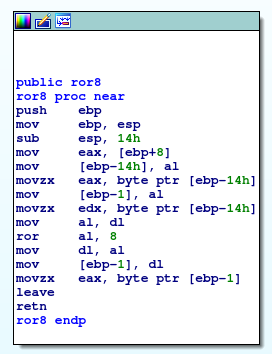 public ror8
ror8 proc near
push    ebp
mov     ebp, esp
sub     esp, 14h
mov     eax, [ebp+8]
mov     [ebp-14h], al
movzx   eax, byte ptr [ebp-14h]
mov     [ebp-1], al
movzx   edx, byte ptr [ebp-14h]
mov     al, dl
ror     al, 8
mov     dl, al
mov     [ebp-1], dl
movzx   eax, byte ptr [ebp-1]
leave
retn
ror8 endp